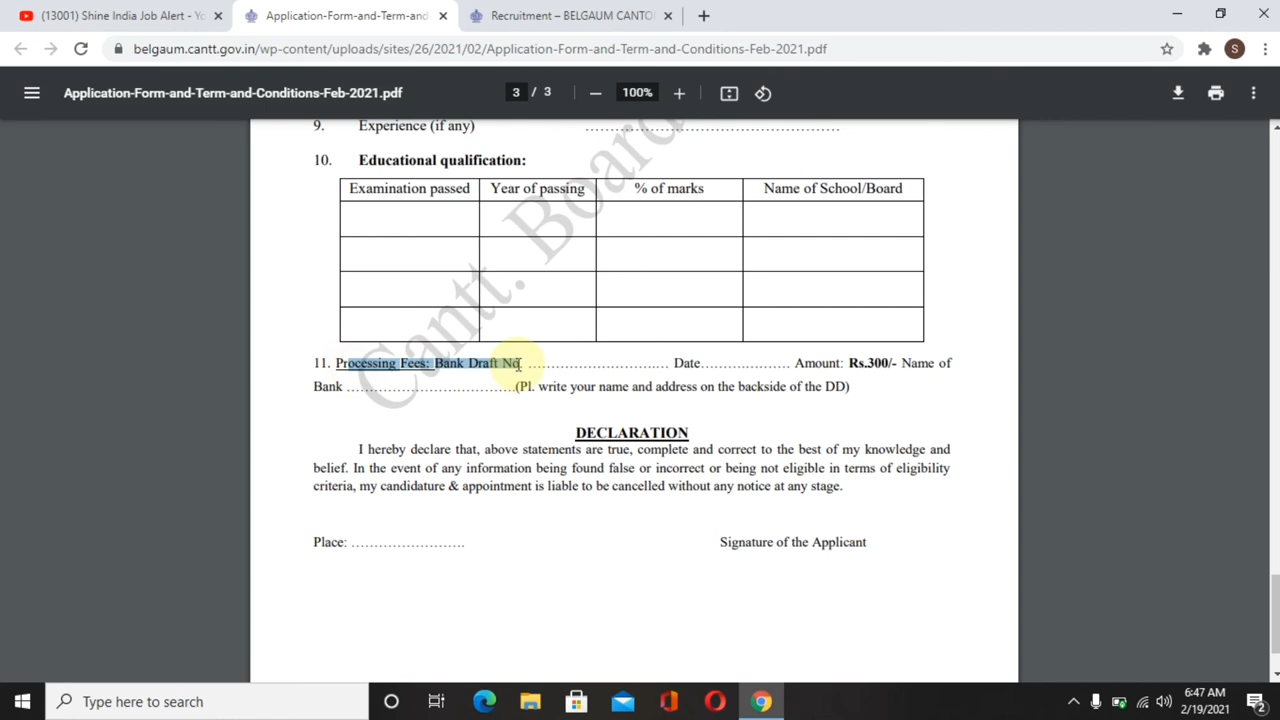 (13001) Shine India Job Alert - Yo
Application-Form-and-Term-and-
Recruitment – BELGAUM CANTO
belgaum.cantt.gov.in/wp-content/uploads/sites/26/2021/02/Application-Form-and-Term-and-Conditions-Feb-2021.pdf
S
Application-Form-and-Term-and-Conditions-Feb-2021.pdf
3 / 3
100%
9. Experience (if any) ……………………………………………
10. Educational qualification:
Examination passed Year of passing % of marks Name of School/Board
Cantt. Board
11. Processing Fees: Bank Draft No ……………………… Date……………… Amount: Rs.300/- Name of
Bank ……………………………(Pl. write your name and address on the backside of the DD)
DECLARATION
I hereby declare that, above statements are true, complete and correct to the best of my knowledge and
belief. In the event of any information being found false or incorrect or being not eligible in terms of eligibility
criteria, my candidature & appointment is liable to be cancelled without any notice at any stage.
Place: ……………………
Signature of the Applicant
Type here to search
6:47 AM
2/19/2021
2